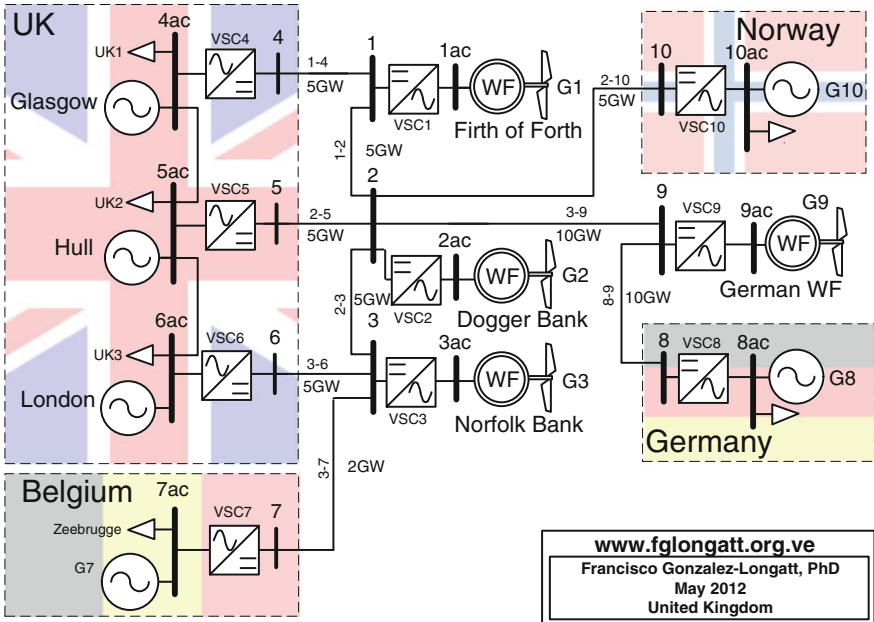 UK
4ac
UK1
VSC4
4
Glasgow
1-4
5GW
1
1ac
VSC1
WF
G1
Firth of Forth
Norway
10
10ac
2-10
5GW
VSC10
G10
1-2
5GW
5ac
UK2
VSC5
5
Hull
2-5
5GW
2
3-9
10GW
9
VSC9
9ac
G9
WF
German WF
2ac
5GW
VSC2
WF
G2
Dogger Bank
2-3
8-9
10GW
6ac
UK3
VSC6
6
London
3-6
5GW
3
3ac
VSC3
WF
G3
Norfolk Bank
8
VSC8
8ac
G8
Germany
3-7
2GW
Belgium
7ac
Zeebrugge
VSC7
7
G7
www.fglongatt.org.ve
Francisco Gonzalez-Longatt, PhD
May 2012
United Kingdom